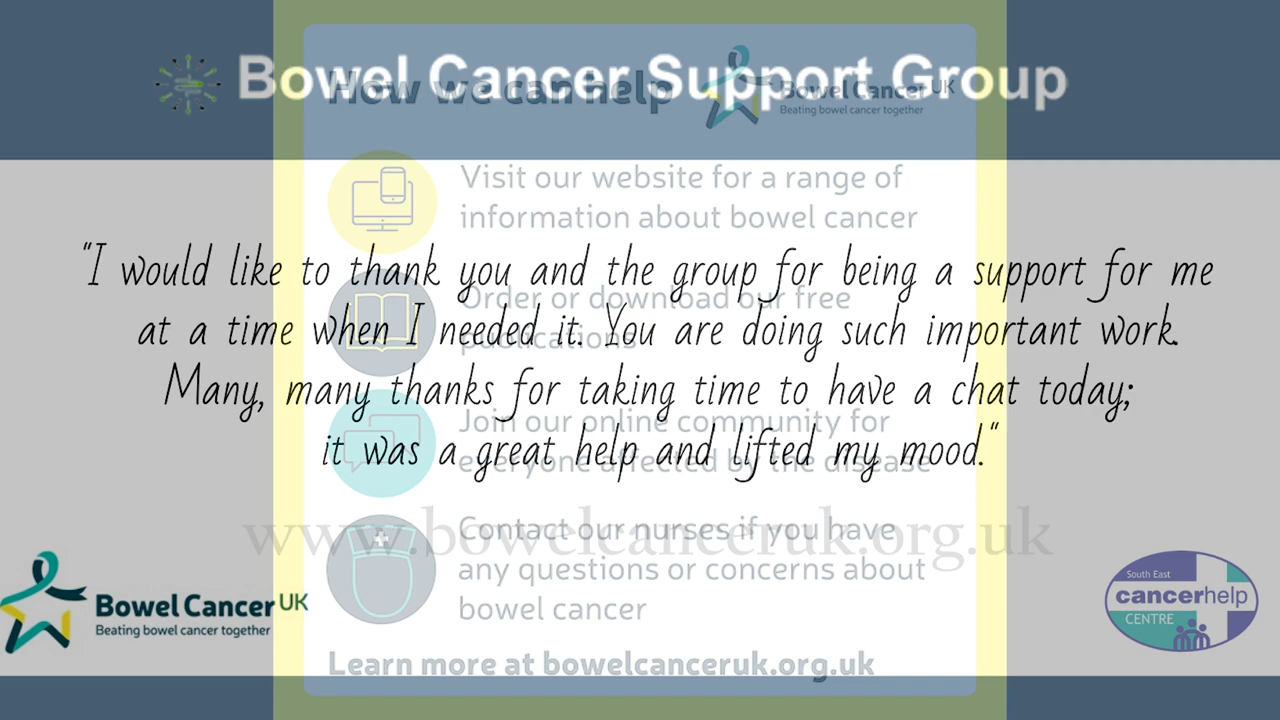 Bowel Cancer Support Group
How we can help
Bowel Cancer UK
Beating bowel cancer together
Visit our website for a range of
information about bowel cancer
"I would like to thank you and the group for being a support for me
Order or download our free
at a time when I needed it. You are doing such important work.
publications
Many, many thanks for taking time to have a chat today;
Join our online community for
it was a great help and lifted my mood."
everyone affected by the disease
www.bowelcanceruk.org.uk
Contact our nurses if you have
any questions or concerns about
bowel cancer
Bowel Cancer UK
Beating bowel cancer together
South East
cancerhelp
CENTRE
Learn more at bowelcanceruk.org.uk